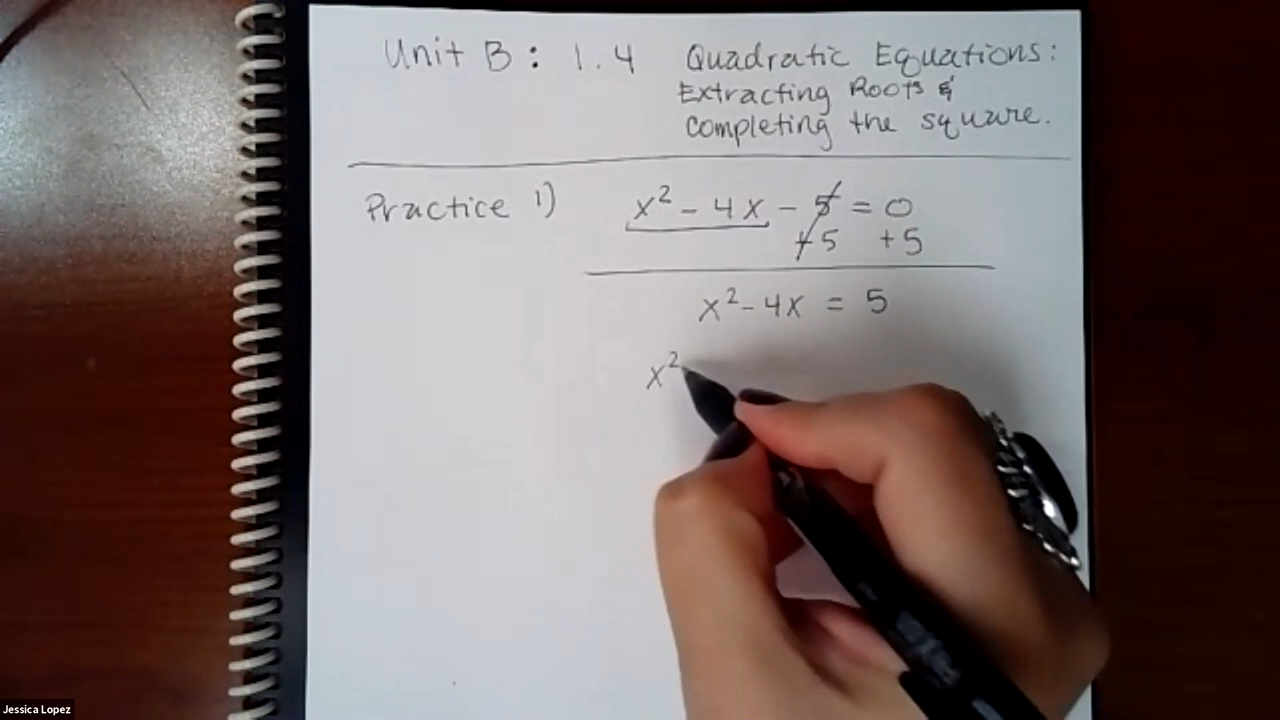 Unit B: 1.4 Quadratic Equations:
Extracting Roots &
completing the square.
Practice 1) x² - 4x - 5 = 0
+5 +5
x² - 4x = 5
x²
Jessica Lopez